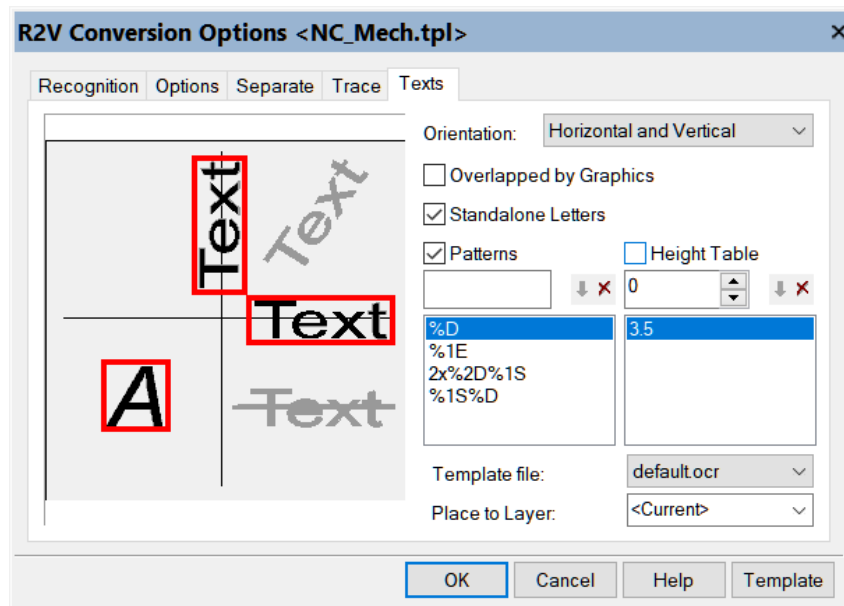 R2V Conversion Options <NC_Mech.tpl>
Recognition Options Separate Trace Texts
Orientation: Horizontal and Vertical
Overlapped by Graphics
Standalone Letters
Patterns Height Table
0
%D
%1E
2x%2D%1S
%1S%D
3.5
Template file: default.ocr
Place to Layer: <Current>
Text
Text
Text
A
Text
OK Cancel Help Template